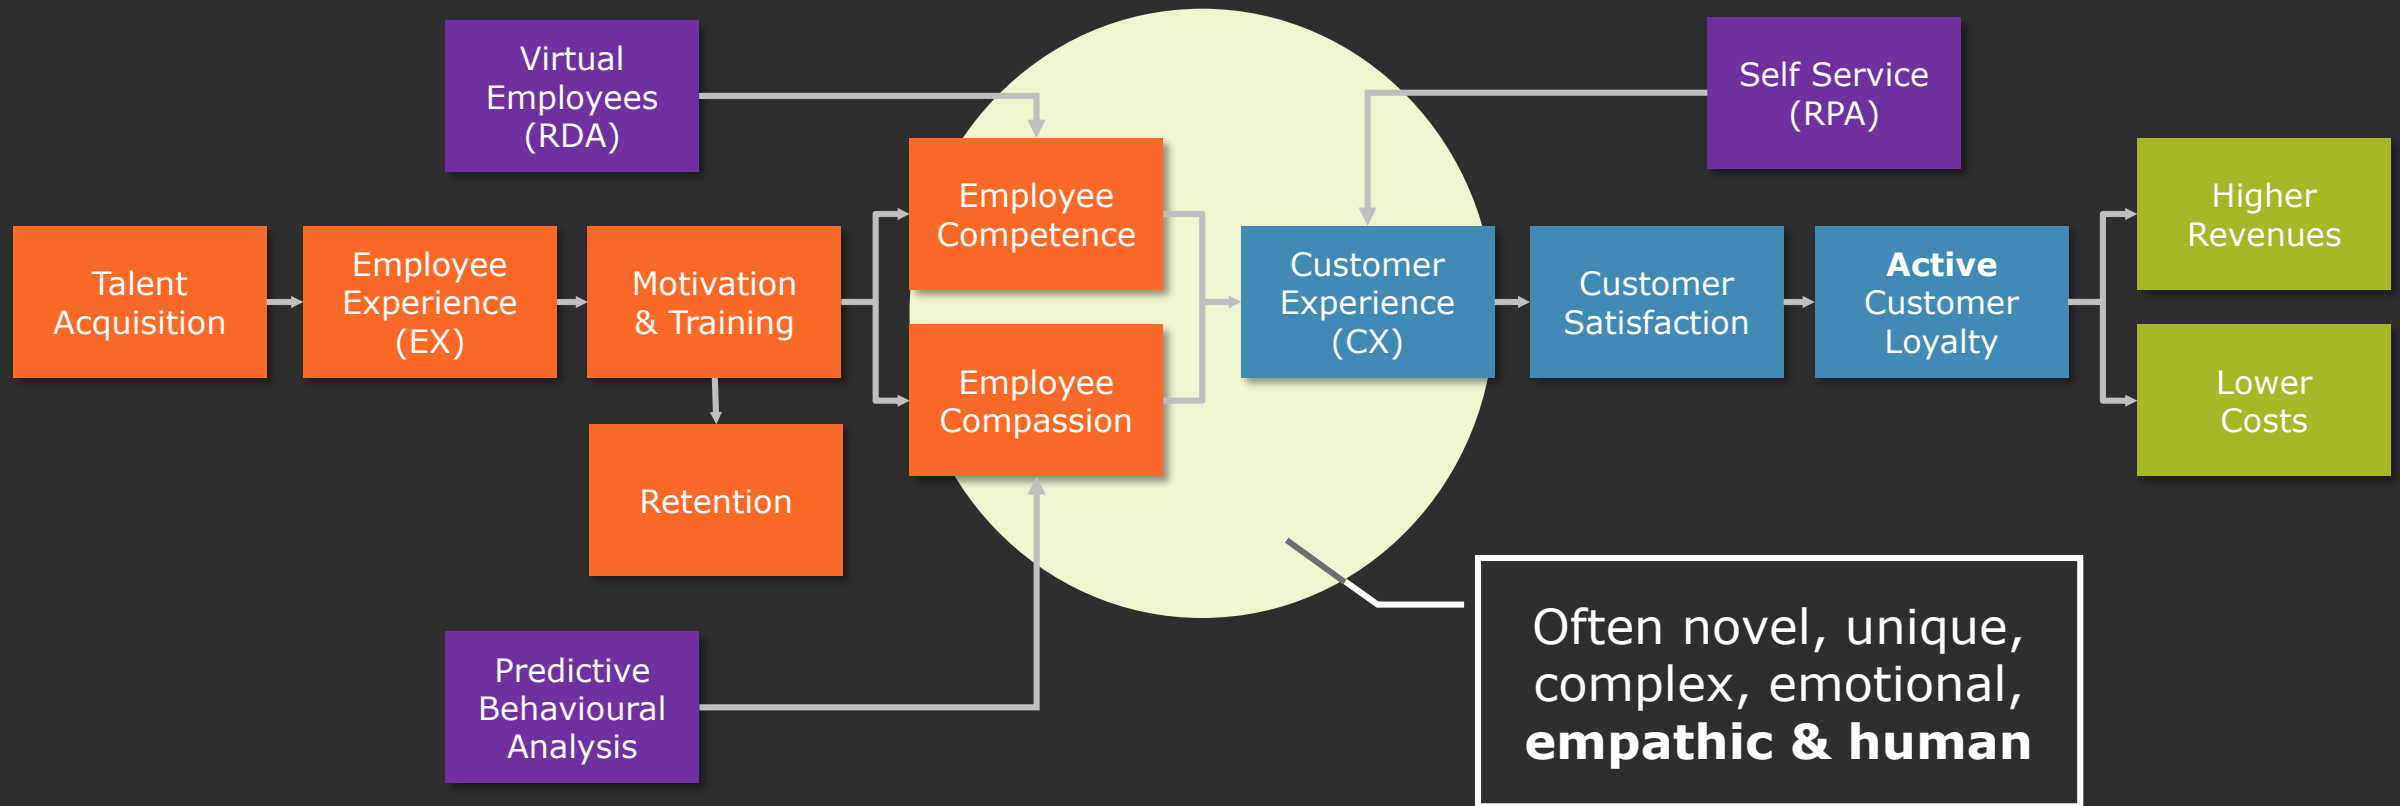 Virtual
Employees
(RDA)
Self Service
(RPA)
Employee
Competence
Higher
Revenues
Talent
Acquisition
Employee
Experience
(EX)
Motivation
& Training
Customer
Experience
(CX)
Customer
Satisfaction
Active
Customer
Loyalty
Employee
Compassion
Lower
Costs
Retention
Predictive
Behavioural
Analysis
Often novel, unique,
complex, emotional,
empathic & human